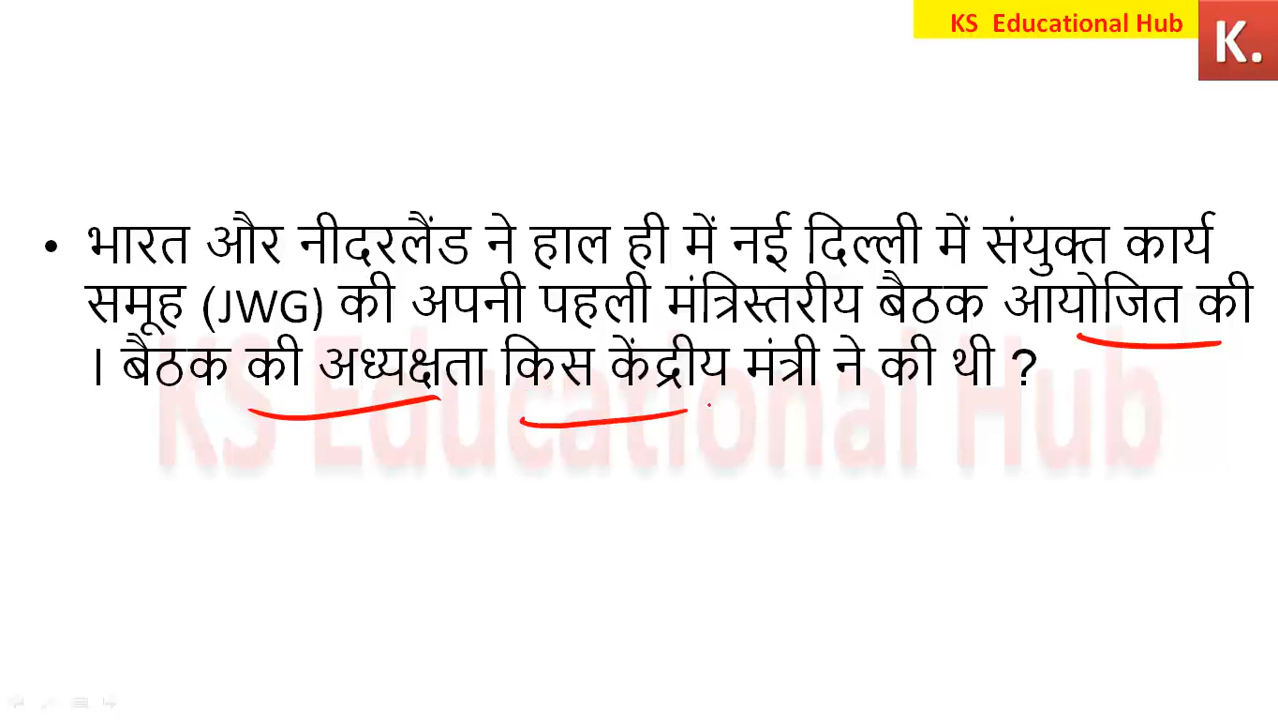 KS Educational Hub
K.
• भारत और नीदरलैंड ने हाल ही में नई दिल्ली में संयुक्त कार्य
समूह (JWG) की अपनी पहली मंत्रिस्तरीय बैठक आयोजित की
। बैठक की अध्यक्षता किस केंद्रीय मंत्री ने की थी ?
KS Educational Hub